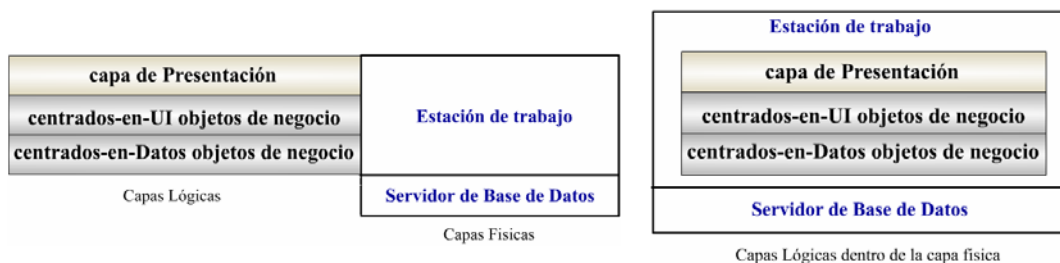 capa de Presentación
centrados-en-UI objetos de negocio
centrados-en-Datos objetos de negocio
Capas Lógicas
Estación de trabajo
Servidor de Base de Datos
Capas Fisicas
Estación de trabajo
capa de Presentación
centrados-en-UI objetos de negocio
centrados-en-Datos objetos de negocio
Servidor de Base de Datos
Capas Lógicas dentro de la capa fisica